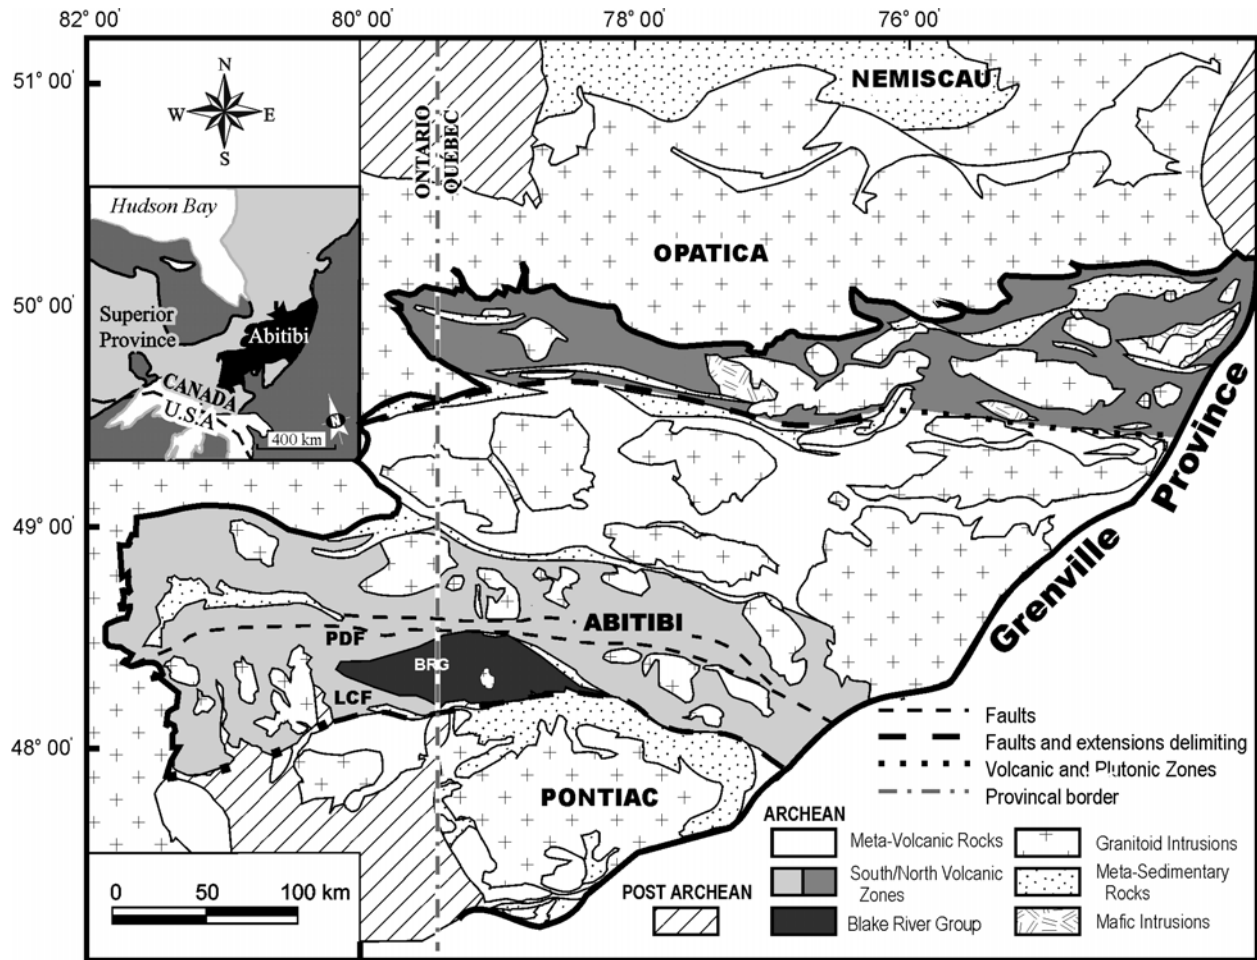 82° 00' 80° 00' 78° 00' 76° 00'
51° 00'
50° 00'
49° 00'
48° 00'
N
W E
S
NEMISCAU
ONTARIO
QUEBEC
OPATICA
Hudson Bay
Superior
Province
Abitibi
CANADA
U.S.A
400 km
Grenville Province
ABITIBI
PDF
BRG
LCF
PONTIAC
Faults
Faults and extensions delimiting
Volcanic and Plutonic Zones
Provincal border
ARCHEAN
Meta-Volcanic Rocks
South/North Volcanic
Zones
Blake River Group
Granitoid Intrusions
Meta-Sedimentary
Rocks
Mafic Intrusions
POST ARCHEAN
0 50 100 km